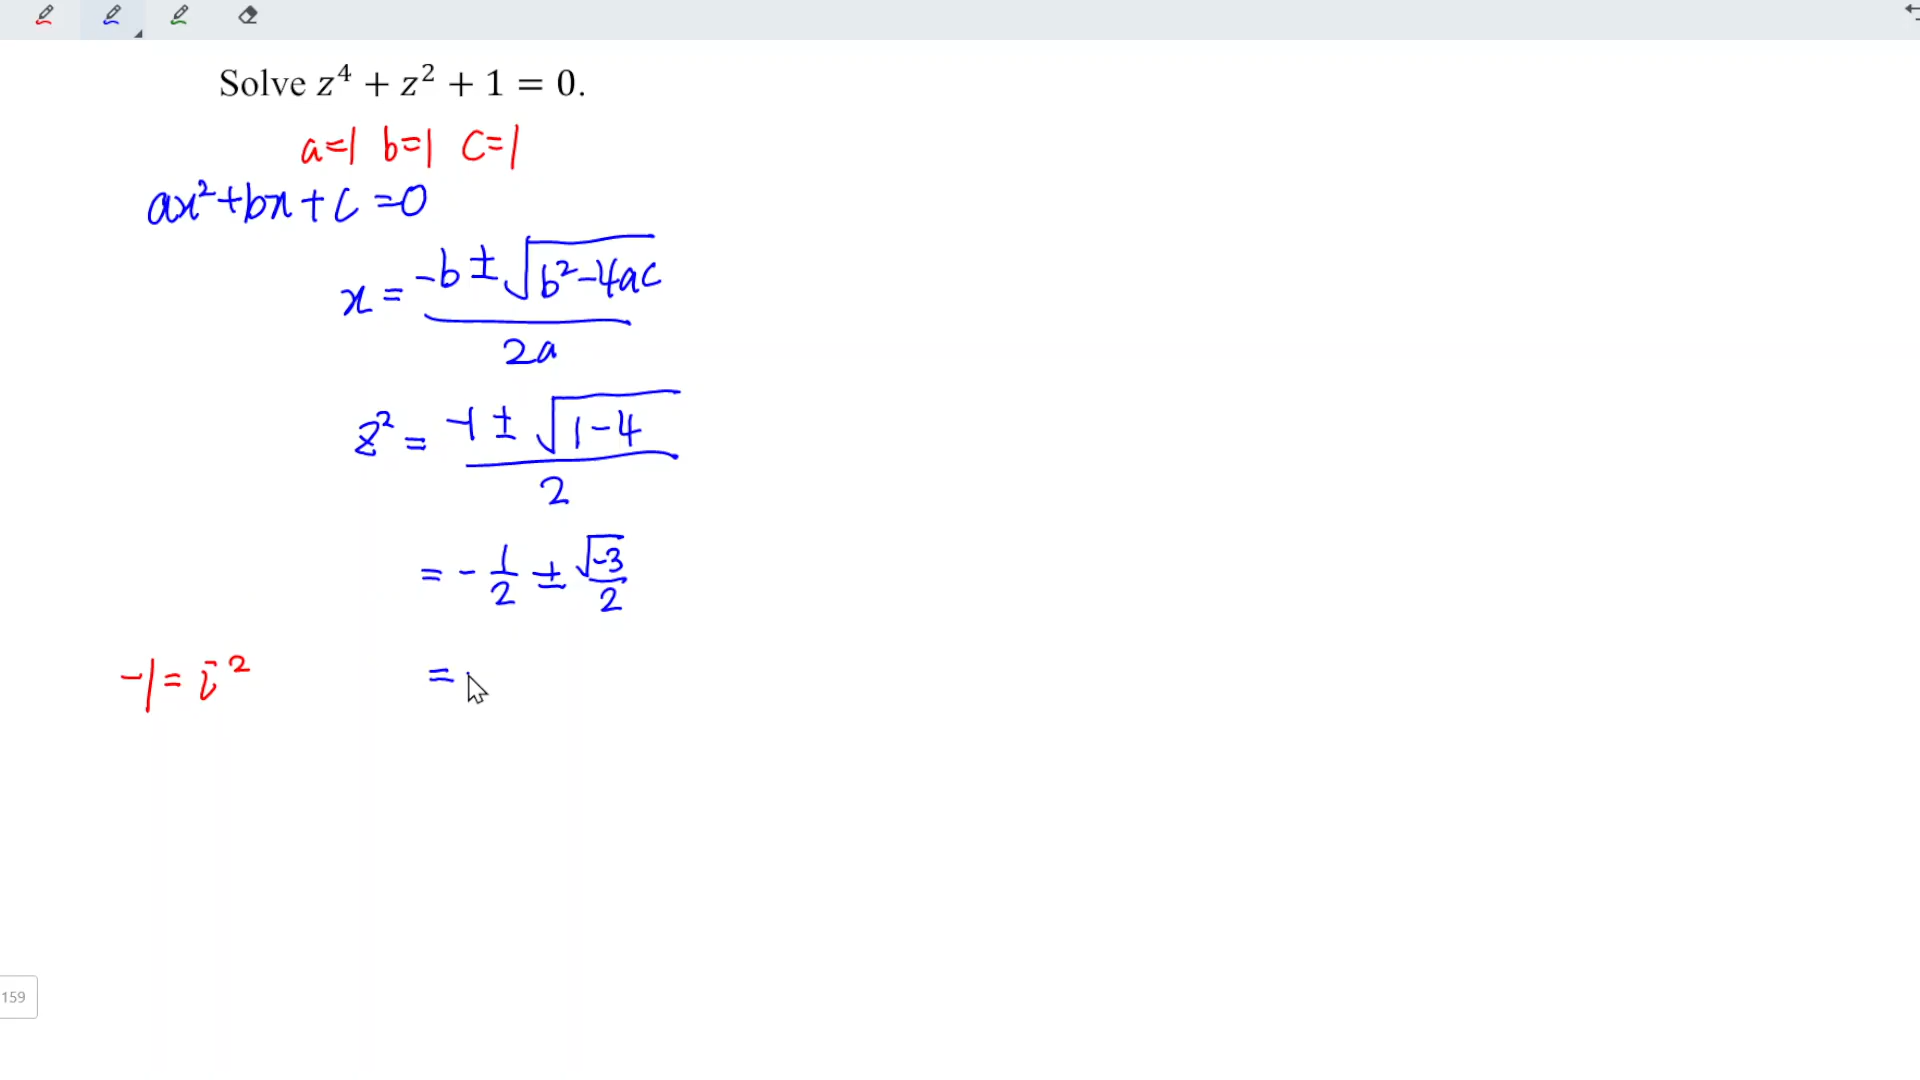 Solve z⁴ + z² + 1 = 0.
a=1 b=1 c=1
ax²+bx+c=0
x = (-b ± √(b²-4ac))/(2a)
z² = (-1 ± √(1-4))/2
= -1/2 ± √-3/2
-1 = i² =
159